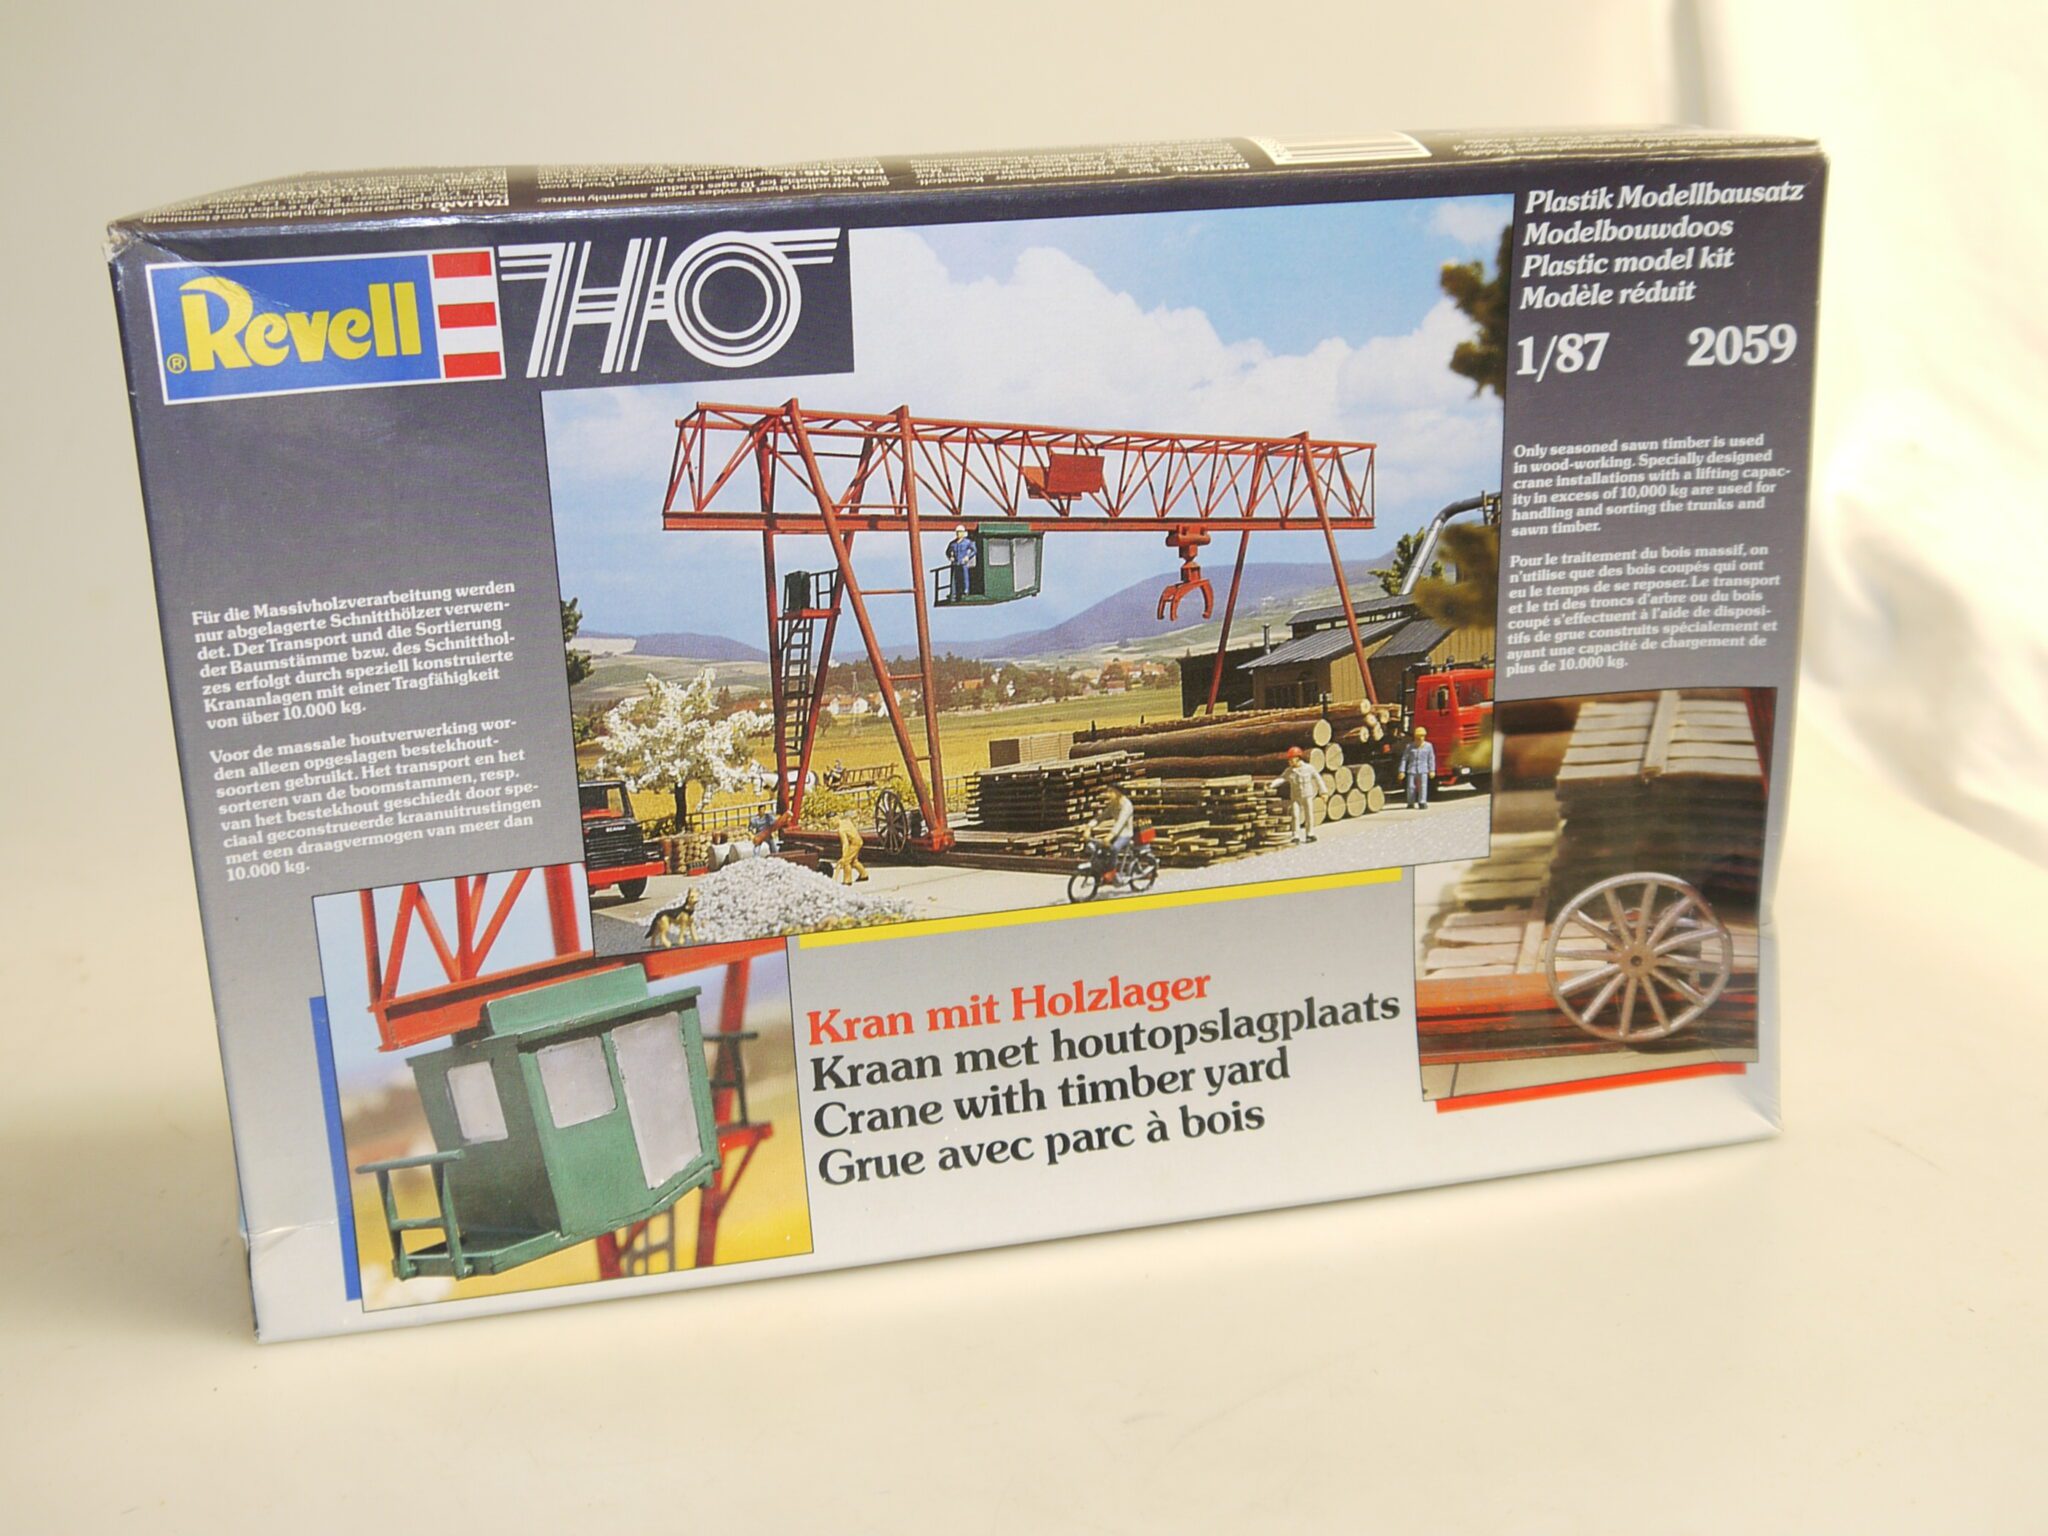 Revell
®
HO
Plastik Modellbausatz
Modelbouwdoos
Plastic model kit
Modèle réduit
1/87 2059
Only seasoned sawn timber is used
in wood-working. Specially designed
crane installations with a lifting capac-
ity in excess of 10,000 kg are used for
handling and sorting the trunks and
sawn timber.
Pour le traitement du bois massif, on
n'utilise que des bois coupés qui ont
eu le temps de se reposer. Le transport
et le tri des troncs d'arbre ou du bois
coupé s'effectuent à l'aide de disposi-
tifs de grue construits spécialement et
ayant une capacité de chargement de
plus de 10.000 kg.
Für die Massivholzverarbeitung werden
nur abgelagerte Schnitthölzer verwen-
det. Der Transport und die Sortierung
der Baumstämme bzw. des Schnitthol-
zes erfolgt durch speziell konstruierte
Krananlagen mit einer Tragfähigkeit
von über 10.000 kg.
Voor de massale houtverwerking wor-
den alleen opgeslagen bestekhout-
soorten gebruikt. Het transport en het
sorteren van de boomstammen, resp.
van het bestekhout geschiedt door spe-
ciaal geconstrueerde kraanuitrustingen
met een draagvermogen van meer dan
10.000 kg.
Kran mit Holzlager
Kraan met houtopslagplaats
Crane with timber yard
Grue avec parc à bois